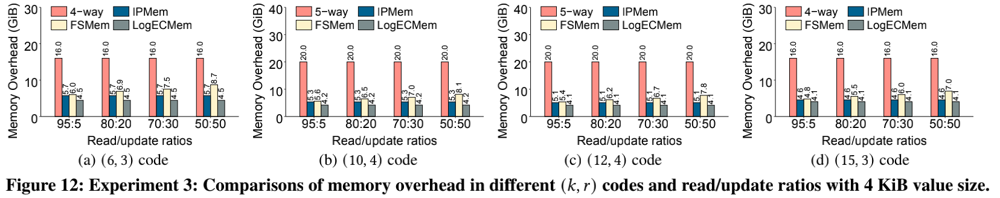 Memory Overhead (GiB)
30
20
10
0
4-way IPMem
FSMem LogECMem
16.0 5.7 6.0 4.5
16.0 5.7 6.9 4.5
16.0 5.7 7.5 4.5
16.0 5.7 8.7 4.5
95:5 80:20 70:30 50:50
Read/update ratios
(a) (6, 3) code
Memory Overhead (GiB)
40
30
20
10
0
5-way IPMem
FSMem LogECMem
20.0 5.3 5.6 4.2
20.0 5.3 6.5 4.2
20.0 5.3 7.0 4.2
20.0 5.3 8.1 4.2
95:5 80:20 70:30 50:50
Read/update ratios
(b) (10, 4) code
Memory Overhead (GiB)
40
30
20
10
0
5-way IPMem
FSMem LogECMem
20.0 5.1 5.4 4.1
20.0 5.1 6.2 4.1
20.0 5.1 6.7 4.1
20.0 5.1 7.8 4.1
95:5 80:20 70:30 50:50
Read/update ratios
(c) (12, 4) code
Memory Overhead (GiB)
30
20
10
0
4-way IPMem
FSMem LogECMem
16.0 4.6 4.8 4.1
16.0 4.6 5.5 4.1
16.0 4.6 6.0 4.1
16.0 4.6 7.0 4.1
95:5 80:20 70:30 50:50
Read/update ratios
(d) (15, 3) code
Figure 12: Experiment 3: Comparisons of memory overhead in different (k, r) codes and read/update ratios with 4 KiB value size.